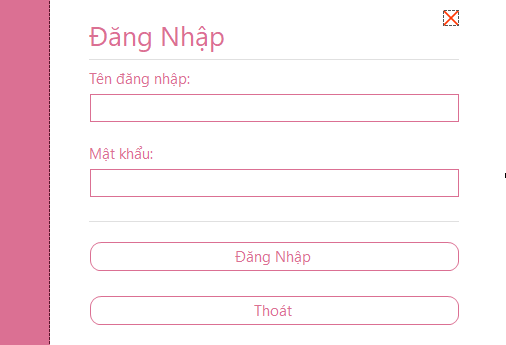 Đăng Nhập
Tên đăng nhập:
Mật khẩu:
Đăng Nhập
Thoát